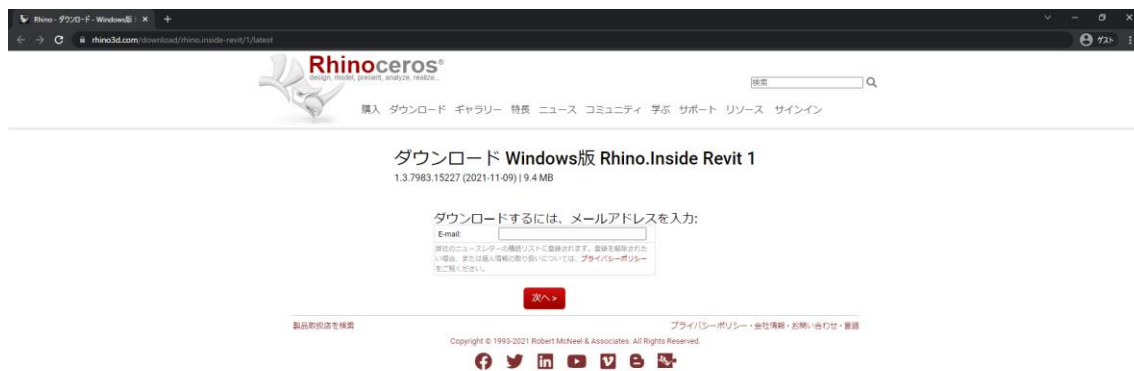 Rhino - ダウンロード - Windows版
rhino3d.com/download/rhino.inside-revit/1/latest
ゲスト
Rhinoceros®
design, model, present, analyze, realize...
検索
購入 ダウンロード ギャラリー 特長 ニュース コミュニティ 学ぶ サポート リソース サインイン
ダウンロード Windows版 Rhino.Inside Revit 1
1.3.7983.15227 (2021-11-09) | 9.4 MB
ダウンロードするには、メールアドレスを入力:
E-mail:
弊社のニュースレターの購読リストに登録されます。登録を解除された
い場合、または個人情報の取り扱いについては、プライバシーポリシー
をご覧ください。
次へ »
製品取扱店を検索
プライバシーポリシー・会社情報・お問い合わせ・言語
Copyright © 1993-2021 Robert McNeel & Associates. All Rights Reserved.